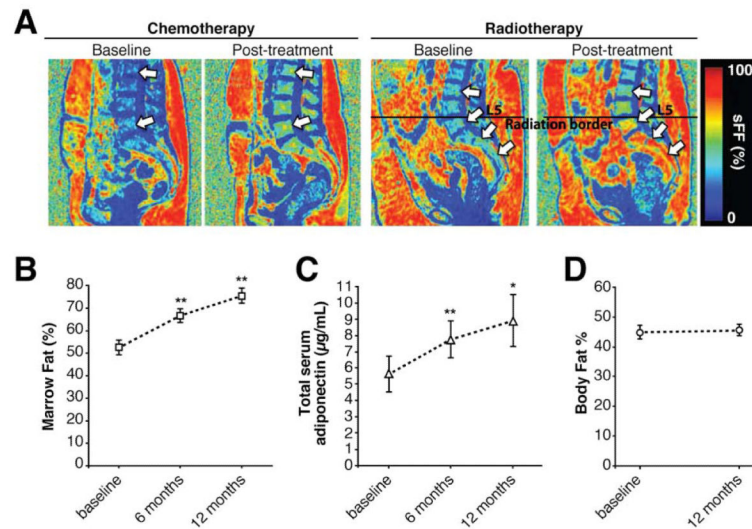 A
Chemotherapy
Radiotherapy
Baseline
Post-treatment
Baseline
Post-treatment
L5
Radiation border
100
sFF (%)
0
B
Marrow Fat (%)
80
70
60
50
40
30
20
10
0
**
**
baseline
6 months
12 months
C
Total serum
adiponectin (µg/mL)
11
10
9
8
7
6
5
4
3
2
1
0
**
*
baseline
6 months
12 months
D
Body Fat %
60
50
40
30
20
10
0
baseline
12 months